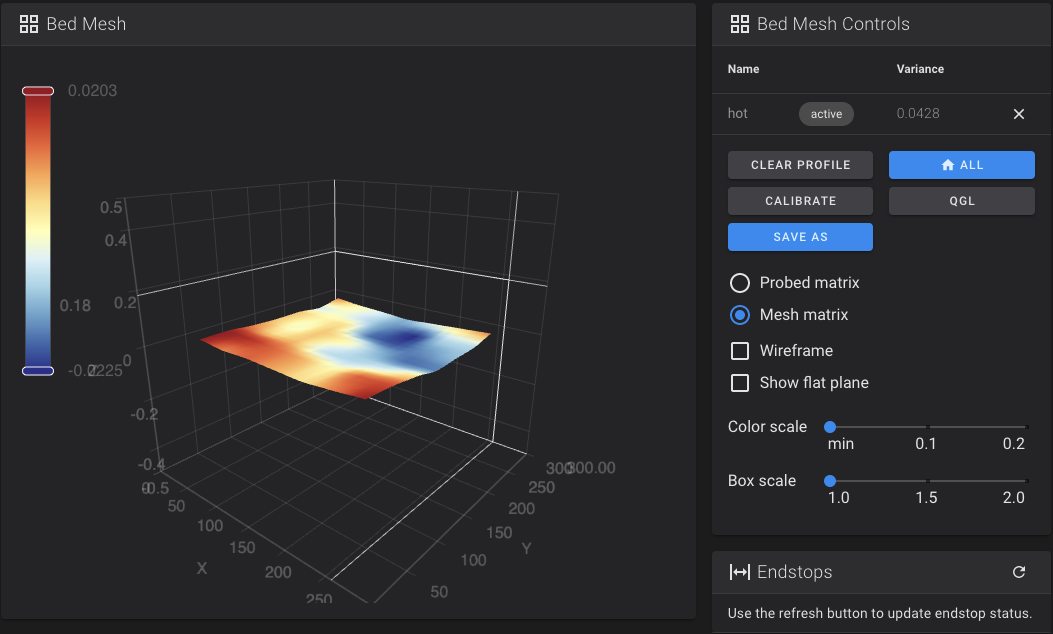 Bed Mesh
0.0203
0.5
0.4
0.2
0.18
0
-0.0225
-0.2
-0.4
-0.5
0
50
100
150
200
250
X
300
300.00
250
200
150
100
50
Y
Bed Mesh Controls
Name Variance
hot active 0.0428
CLEAR PROFILE ALL
CALIBRATE QGL
SAVE AS
Probed matrix
Mesh matrix
Wireframe
Show flat plane
Color scale
min 0.1 0.2
Box scale
1.0 1.5 2.0
Endstops
Use the refresh button to update endstop status.